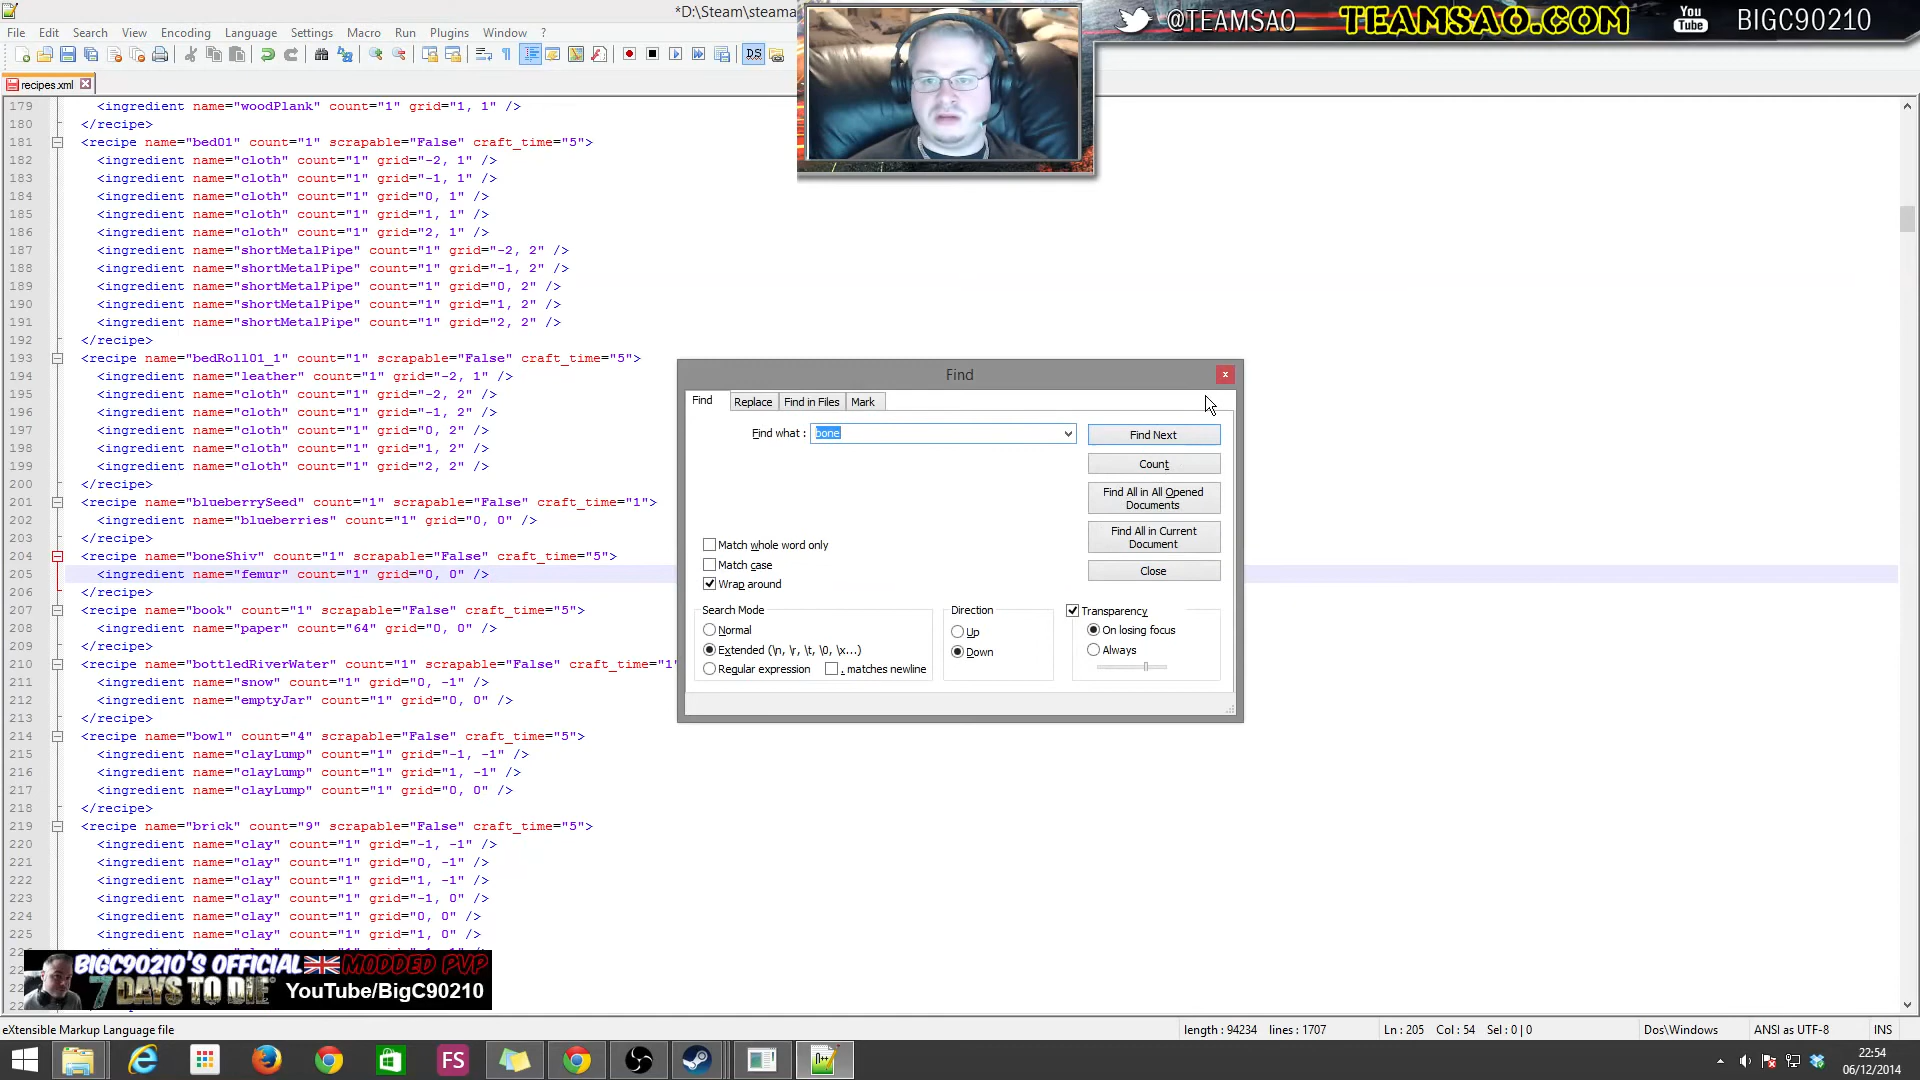 *D:\Steam\steama
@TEAMSAO
TEAMSAO.COM
You
Tube
BIGC90210
File Edit Search View Encoding Language Settings Macro Run Plugins Window ?
recipes.xml
179 <ingredient name="woodPlank" count="1" grid="1, 1" />
180 </recipe>
181 <recipe name="bed01" count="1" scrapable="False" craft_time="5">
182 <ingredient name="cloth" count="1" grid="-2, 1" />
183 <ingredient name="cloth" count="1" grid="-1, 1" />
184 <ingredient name="cloth" count="1" grid="0, 1" />
185 <ingredient name="cloth" count="1" grid="1, 1" />
186 <ingredient name="cloth" count="1" grid="2, 1" />
187 <ingredient name="shortMetalPipe" count="1" grid="-2, 2" />
188 <ingredient name="shortMetalPipe" count="1" grid="-1, 2" />
189 <ingredient name="shortMetalPipe" count="1" grid="0, 2" />
190 <ingredient name="shortMetalPipe" count="1" grid="1, 2" />
191 <ingredient name="shortMetalPipe" count="1" grid="2, 2" />
192 </recipe>
193 <recipe name="bedRoll01_1" count="1" scrapable="False" craft_time="5">
194 <ingredient name="leather" count="1" grid="-2, 1" />
195 <ingredient name="cloth" count="1" grid="-2, 2" />
196 <ingredient name="cloth" count="1" grid="-1, 2" />
197 <ingredient name="cloth" count="1" grid="0, 2" />
198 <ingredient name="cloth" count="1" grid="1, 2" />
199 <ingredient name="cloth" count="1" grid="2, 2" />
200 </recipe>
201 <recipe name="blueberrySeed" count="1" scrapable="False" craft_time="1">
202 <ingredient name="blueberries" count="1" grid="0, 0" />
203 </recipe>
204 <recipe name="boneShiv" count="1" scrapable="False" craft_time="5">
205 <ingredient name="femur" count="1" grid="0, 0" />
206 </recipe>
207 <recipe name="book" count="1" scrapable="False" craft_time="5">
208 <ingredient name="paper" count="64" grid="0, 0" />
209 </recipe>
210 <recipe name="bottledRiverWater" count="1" scrapable="False" craft_time="1
211 <ingredient name="snow" count="1" grid="0, -1" />
212 <ingredient name="emptyJar" count="1" grid="0, 0" />
213 </recipe>
214 <recipe name="bowl" count="4" scrapable="False" craft_time="5">
215 <ingredient name="clayLump" count="1" grid="-1, -1" />
216 <ingredient name="clayLump" count="1" grid="1, -1" />
217 <ingredient name="clayLump" count="1" grid="0, 0" />
218 </recipe>
219 <recipe name="brick" count="9" scrapable="False" craft_time="5">
220 <ingredient name="clay" count="1" grid="-1, -1" />
221 <ingredient name="clay" count="1" grid="0, -1" />
222 <ingredient name="clay" count="1" grid="1, -1" />
223 <ingredient name="clay" count="1" grid="-1, 0" />
224 <ingredient name="clay" count="1" grid="0, 0" />
225 <ingredient name="clay" count="1" grid="1, 0" />
Find
Find Replace Find in Files Mark
Find what : bone
Find Next
Count
Find All in All Opened
Documents
Find All in Current
Document
Close
Match whole word only
Match case
Wrap around
Search Mode
Normal
Extended (\n, \r, \t, \0, \x...)
Regular expression . matches newline
Direction
Up
Down
Transparency
On losing focus
Always
BIGC90210'S OFFICIAL MODDED PVP
7 DAYS TO DIE YouTube/BigC90210
eXtensible Markup Language file
length : 94234 lines : 1707
Ln : 205 Col : 54 Sel : 0 | 0
Dos\Windows
ANSI as UTF-8
INS
FS
22:54
06/12/2014